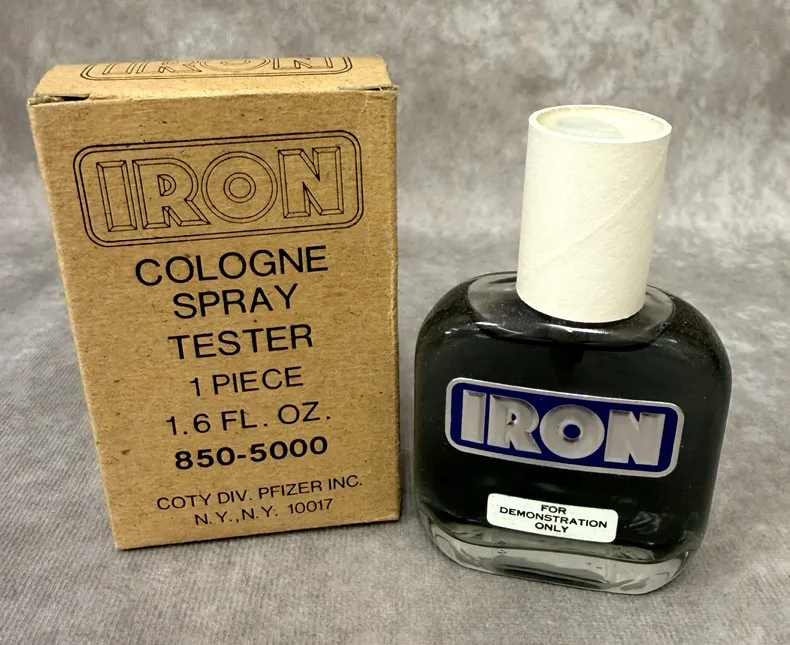 IRON
IRON
COLOGNE
SPRAY
TESTER
1 PIECE
1.6 FL. OZ.
850-5000
COTY DIV. PFIZER INC.
N.Y.,N.Y. 10017
IRON
FOR
DEMONSTRATION
ONLY